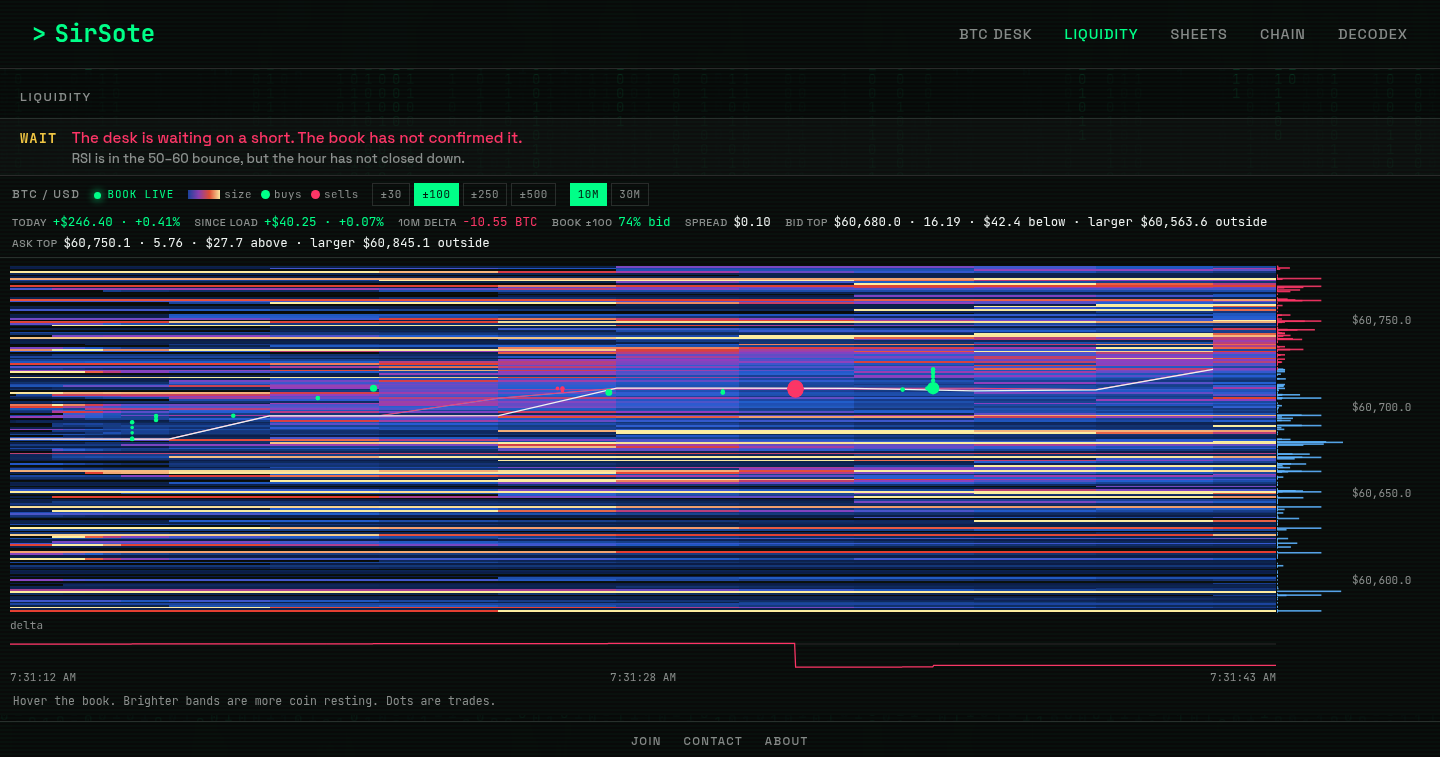 > SirSote
BTC DESK LIQUIDITY SHEETS CHAIN DECODEX
LIQUIDITY
WAIT The desk is waiting on a short. The book has not confirmed it.
RSI is in the 50–60 bounce, but the hour has not closed down.
BTC / USD BOOK LIVE size buys sells ±30 ±100 ±250 ±500 10M 30M
TODAY +$246.40 · +0.41% SINCE LOAD +$40.25 · +0.07% 10M DELTA -10.55 BTC BOOK ±100 74% bid SPREAD $0.10 BID TOP $60,680.0 · 16.19 · $42.4 below · larger $60,563.6 outside
ASK TOP $60,750.1 · 5.76 · $27.7 above · larger $60,845.1 outside
$60,750.0
$60,700.0
$60,650.0
$60,600.0
delta
7:31:12 AM 7:31:28 AM 7:31:43 AM
Hover the book. Brighter bands are more coin resting. Dots are trades.
JOIN CONTACT ABOUT